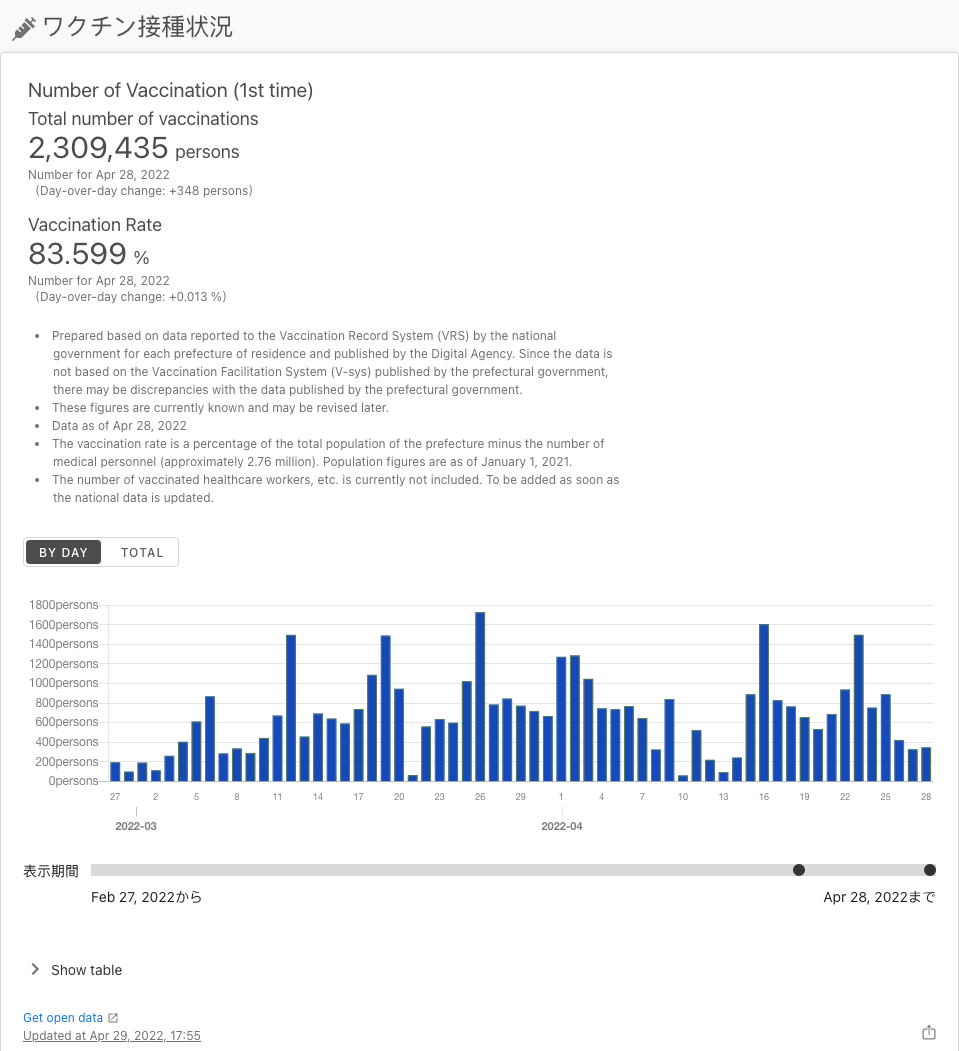 ワクチン接種状況
Number of Vaccination (1st time)
Total number of vaccinations
2,309,435 persons
Number for Apr 28, 2022
(Day-over-day change: +348 persons)
Vaccination Rate
83.599 %
Number for Apr 28, 2022
(Day-over-day change: +0.013 %)
• Prepared based on data reported to the Vaccination Record System (VRS) by the national
government for each prefecture of residence and published by the Digital Agency. Since the data is
not based on the Vaccination Facilitation System (V-sys) published by the prefectural government,
there may be discrepancies with the data published by the prefectural government.
• These figures are currently known and may be revised later.
• Data as of Apr 28, 2022
• The vaccination rate is a percentage of the total population of the prefecture minus the number of
medical personnel (approximately 2.76 million). Population figures are as of January 1, 2021.
• The number of vaccinated healthcare workers, etc. is currently not included. To be added as soon as
the national data is updated.
BY DAY TOTAL
1800persons
1600persons
1400persons
1200persons
1000persons
800persons
600persons
400persons
200persons
0persons
27 2 5 8 11 14 17 20 23 26 29 1 4 7 10 13 16 19 22 25 28
2022-03 2022-04
表示期間
Feb 27, 2022から Apr 28, 2022まで
Show table
Get open data
Updated at Apr 29, 2022, 17:55